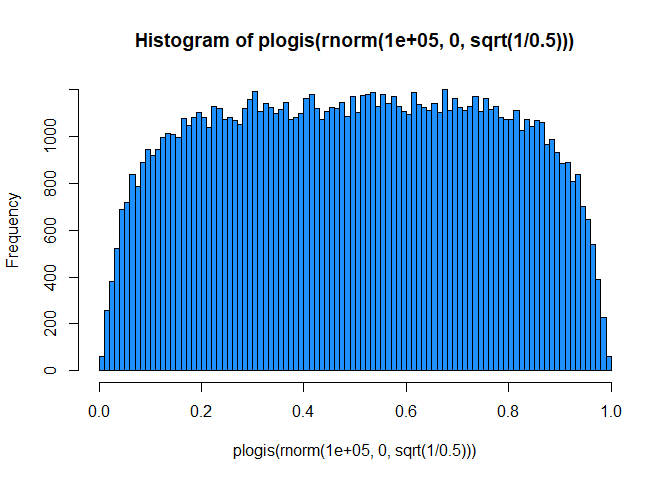 Histogram of plogis(rnorm(1e+05, 0, sqrt(1/0.5)))
Frequency
1000
800
600
400
200
0
0.0 0.2 0.4 0.6 0.8 1.0
plogis(rnorm(1e+05, 0, sqrt(1/0.5)))